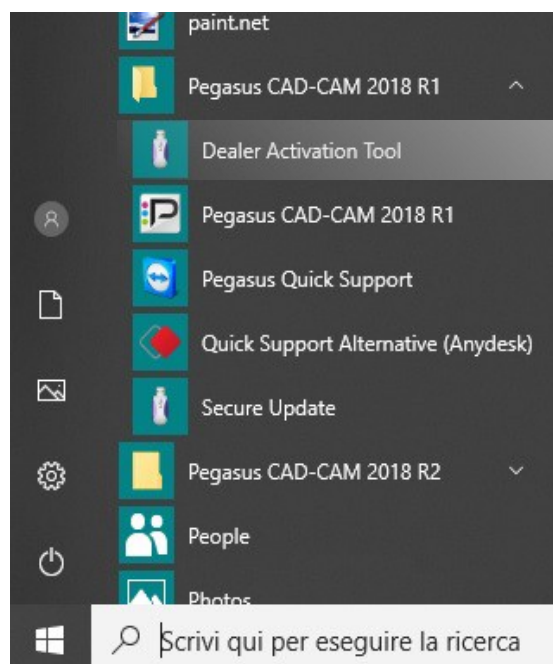 paint.net
Pegasus CAD-CAM 2018 R1
Dealer Activation Tool
Pegasus CAD-CAM 2018 R1
Pegasus Quick Support
Quick Support Alternative (Anydesk)
Secure Update
Pegasus CAD-CAM 2018 R2
People
Photos
Scrivi qui per eseguire la ricerca